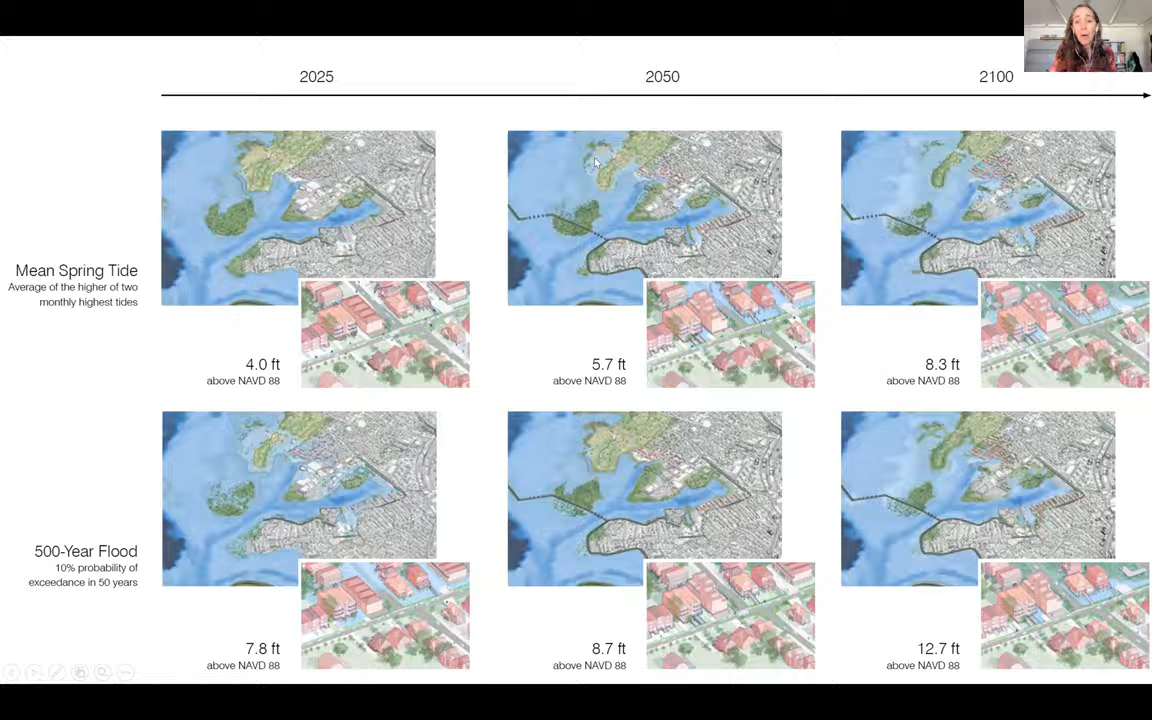 2025
2050
2100
Mean Spring Tide
Average of the higher of two
monthly highest tides
4.0 ft
above NAVD 88
5.7 ft
above NAVD 88
8.3 ft
above NAVD 88
500-Year Flood
10% probability of
exceedance in 50 years
7.8 ft
above NAVD 88
8.7 ft
above NAVD 88
12.7 ft
above NAVD 88